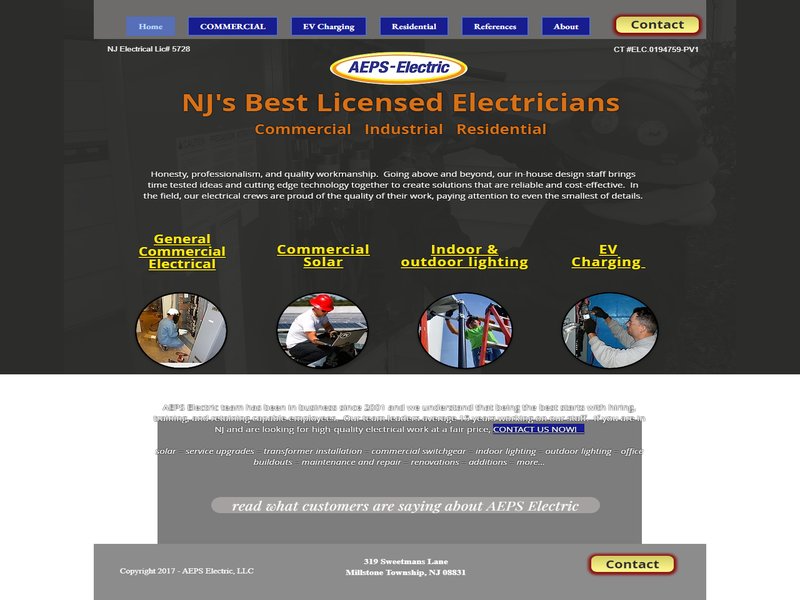 Home COMMERCIAL EV Charging Residential References About Contact
NJ Electrical Lic# 5728
CT #ELC.0194759-PV1
AEPS-Electric
NJ's Best Licensed Electricians
Commercial Industrial Residential
Honesty, professionalism, and quality workmanship. Going above and beyond, our in-house design staff brings
time tested ideas and cutting edge technology together to create solutions that are reliable and cost-effective. In
the field, our electrical crews are proud of the quality of their work, paying attention to even the smallest of details.
General
Commercial
Electrical
Commercial
Solar
Indoor &
outdoor lighting
EV
Charging
AEPS Electric team has been in business since 2001 and we understand that being the best starts with hiring,
training, and retaining capable employees. Our team leaders average 15 years working on our staff. If you are in
NJ and are looking for high-quality electrical work at a fair price, CONTACT US NOW!
solar -- service upgrades -- transformer installation -- commercial switchgear -- indoor lighting -- outdoor lighting -- office
buildouts -- maintenance and repair -- renovations -- additions -- more...
read what customers are saying about AEPS Electric
Copyright 2017 - AEPS Electric, LLC
319 Sweetmans Lane
Millstone Township, NJ 08831
Contact